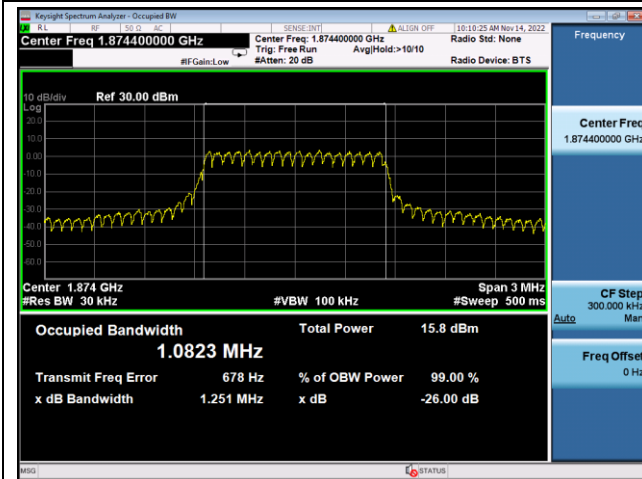 Keysight Spectrum Analyzer - Occupied BW
RL RF 50 Ω AC SENSE:INT ALIGN OFF 10:10:25 AM Nov 14, 2022
Center Freq 1.874400000 GHz
Center Freq: 1.874400000 GHz
Radio Std: None
Trig: Free Run
Avg|Hold:>10/10
#IFGain:Low
#Atten: 20 dB
Radio Device: BTS
10 dB/div
Ref 30.00 dBm
Log
20.0
10.0
0.00
-10.0
-20.0
-30.0
-40.0
-50.0
-60.0
Center 1.874 GHz
Span 3 MHz
#Res BW 30 kHz
#VBW 100 kHz
#Sweep 500 ms
Occupied Bandwidth
Total Power 15.8 dBm
1.0823 MHz
Transmit Freq Error 678 Hz
% of OBW Power 99.00 %
x dB Bandwidth 1.251 MHz
x dB -26.00 dB
MSG
STATUS
Frequency
Center Freq
1.874400000 GHz
CF Step
300.000 kHz
Auto Man
Freq Offset
0 Hz